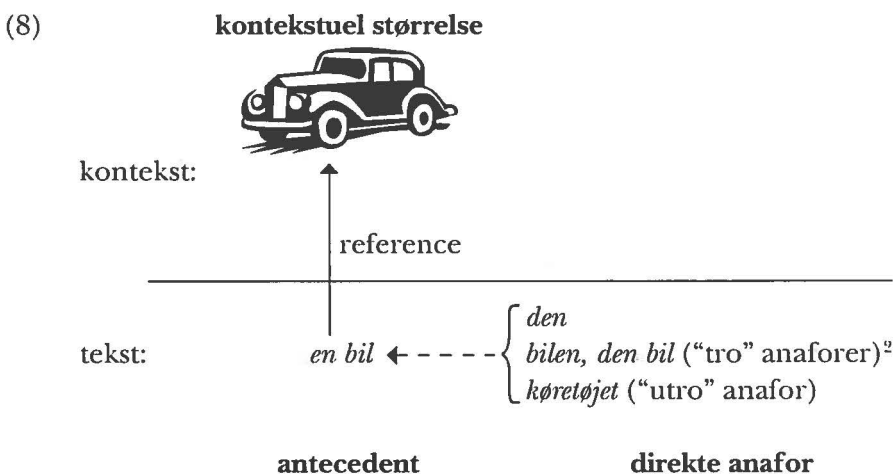 (8)
kontekstuel størrelse
kontekst:
reference
den
tekst: en bil bilen, den bil (“tro” anaforer)²
køretøjet (“utro” anafor)
antecedent direkte anafor